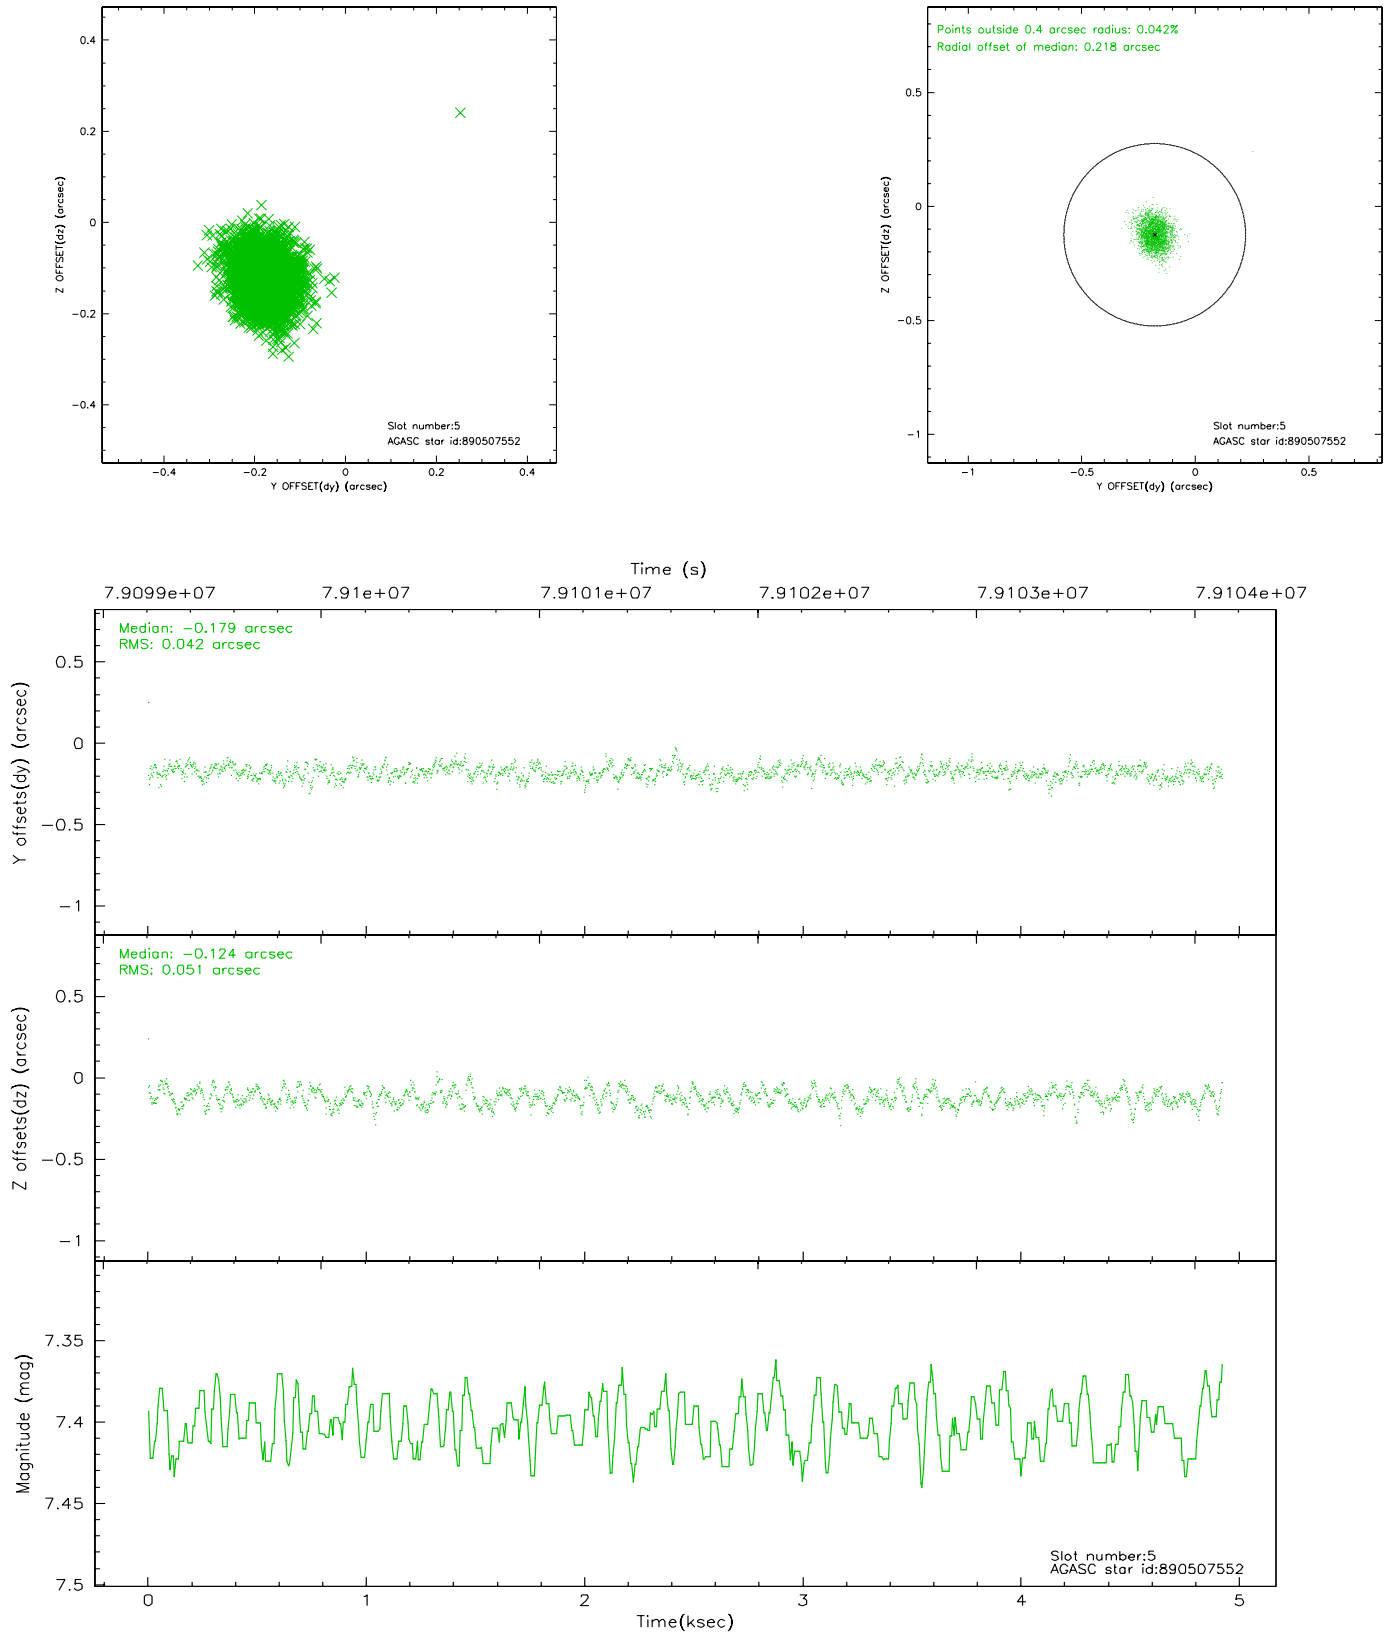 0.4
0.2
0
−0.2
−0.4
Z OFFSET(dz) (arcsec)
Slot number:5
AGASC star id:890507552
−0.4 −0.2 0 0.2 0.4
Y OFFSET(dy) (arcsec)
Points outside 0.4 arcsec radius: 0.042%
Radial offset of median: 0.218 arcsec
0.5
0
−0.5
−1
Z OFFSET(dz) (arcsec)
Slot number:5
AGASC star id:890507552
−1 −0.5 0 0.5
Y OFFSET(dy) (arcsec)
Time (s)
7.9099e+07 7.91e+07 7.9101e+07 7.9102e+07 7.9103e+07 7.9104e+07
Median: −0.179 arcsec
RMS: 0.042 arcsec
0.5
0
−0.5
−1
Y offsets(dy) (arcsec)
Median: −0.124 arcsec
RMS: 0.051 arcsec
0.5
0
−0.5
−1
Z offsets(dz) (arcsec)
7.35
7.4
7.45
7.5
Magnitude (mag)
Slot number:5
AGASC star id:890507552
0 1 2 3 4 5
Time(ksec)